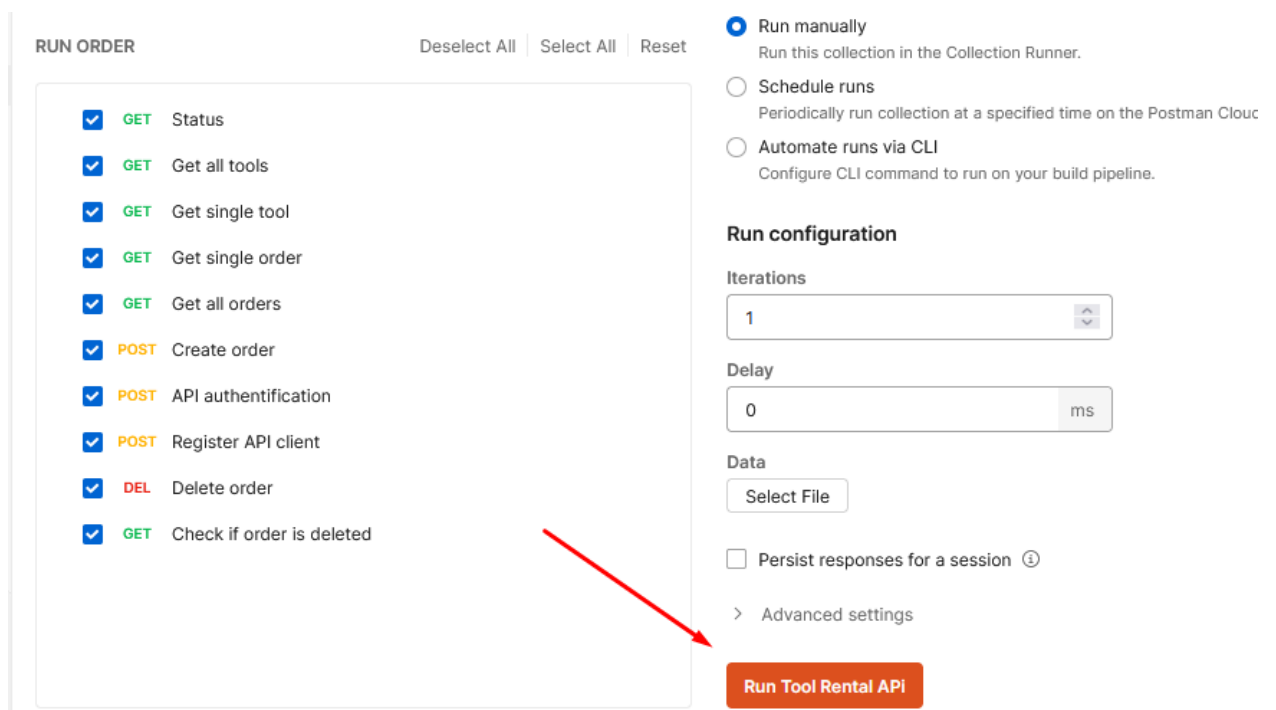 RUN ORDER Deselect All Select All Reset
GET Status
GET Get all tools
GET Get single tool
GET Get single order
GET Get all orders
POST Create order
POST API authentification
POST Register API client
DEL Delete order
GET Check if order is deleted
Run manually
Run this collection in the Collection Runner.
Schedule runs
Periodically run collection at a specified time on the Postman Cloud
Automate runs via CLI
Configure CLI command to run on your build pipeline.
Run configuration
Iterations
1
Delay
0 ms
Data
Select File
Persist responses for a session
Advanced settings
Run Tool Rental APi